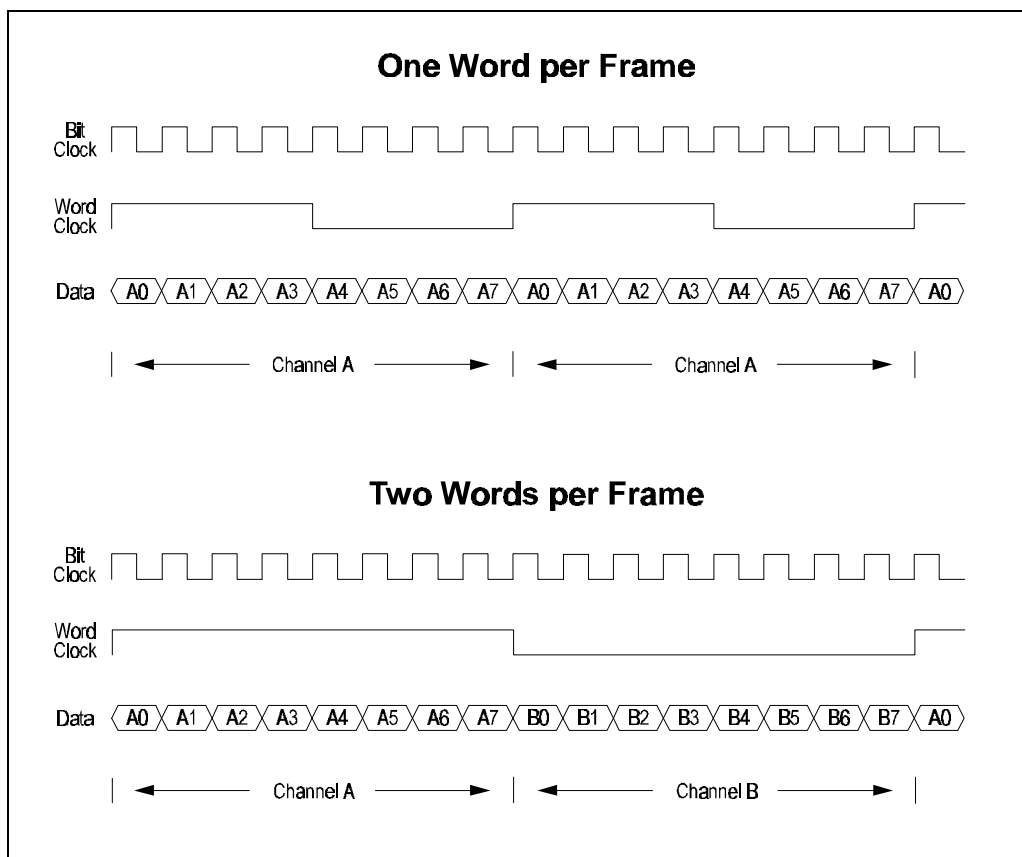 One Word per Frame
Bit
Clock
Word
Clock
Data A0 A1 A2 A3 A4 A5 A6 A7 A0 A1 A2 A3 A4 A5 A6 A7 A0
Channel A Channel A
Two Words per Frame
Bit
Clock
Word
Clock
Data A0 A1 A2 A3 A4 A5 A6 A7 B0 B1 B2 B3 B4 B5 B6 B7 A0
Channel A Channel B